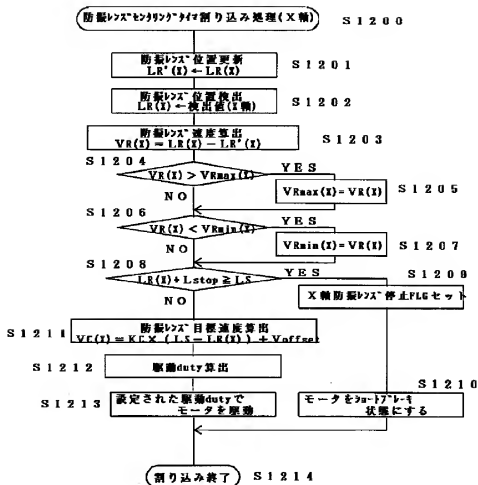 防振ﾚﾝｽﾞｾﾝﾀﾘﾝｸﾞﾀｲﾏ割り込み処理(X軸)
S1200
防振ﾚﾝｽﾞ位置更新
LR'(X)←LR(X)
S1201
防振ﾚﾝｽﾞ位置検出
LR(X)←検出値(X軸)
S1202
防振ﾚﾝｽﾞ速度算出
VR(X)=LR(X)-LR'(X)
S1203
S1204
VR(X)>VRmax(X)
YES
VRmax(X)=VR(X)
S1205
NO
S1206
VR(X)<VRmin(X)
YES
VRmin(X)=VR(X)
S1207
NO
S1208
LR(X)+Lstop≧LS
YES
S1209
X軸防振ﾚﾝｽﾞ停止FLGセット
NO
S1211
防振ﾚﾝｽﾞ目標速度算出
VC(X)=KG×(LS-LR(X))+Voffset
S1212
駆動duty算出
S1210
S1213
設定された駆動dutyで
モータを駆動
モータをｼｮｰﾄﾌﾞﾚｰｷ
状態にする
割り込み終了
S1214